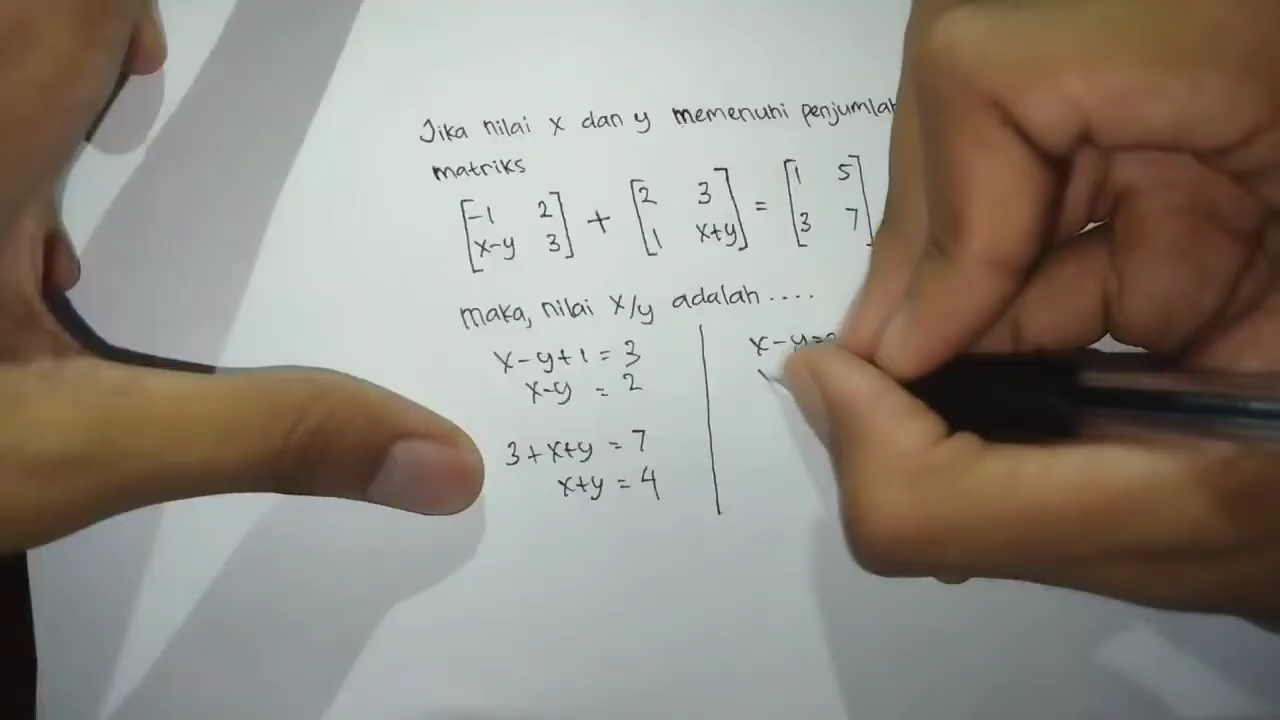 Jika nilai x dan y memenuhi penjumlah
matriks
[-1 2] + [2 3] = [1 5]
[x-y 3] [1 x+y] [3 7]
maka, nilai x/y adalah....
x-y+1 = 3
x-y = 2
3+x+y = 7
x+y = 4
x-y=